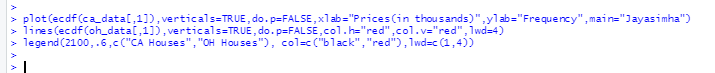 >
> plot(ecdf(ca_data[,1]),verticals=TRUE,do.p=FALSE,xlab="Prices(in thousands)",ylab="Frequency",main="Jayasimha")
> lines(ecdf(oh_data[,1]),verticals=TRUE,do.p=FALSE,col.h="red",col.v="red",lwd=4)
> legend(2100,.6,c("CA Houses","OH Houses"), col=c("black","red"),lwd=c(1,4))
>
>